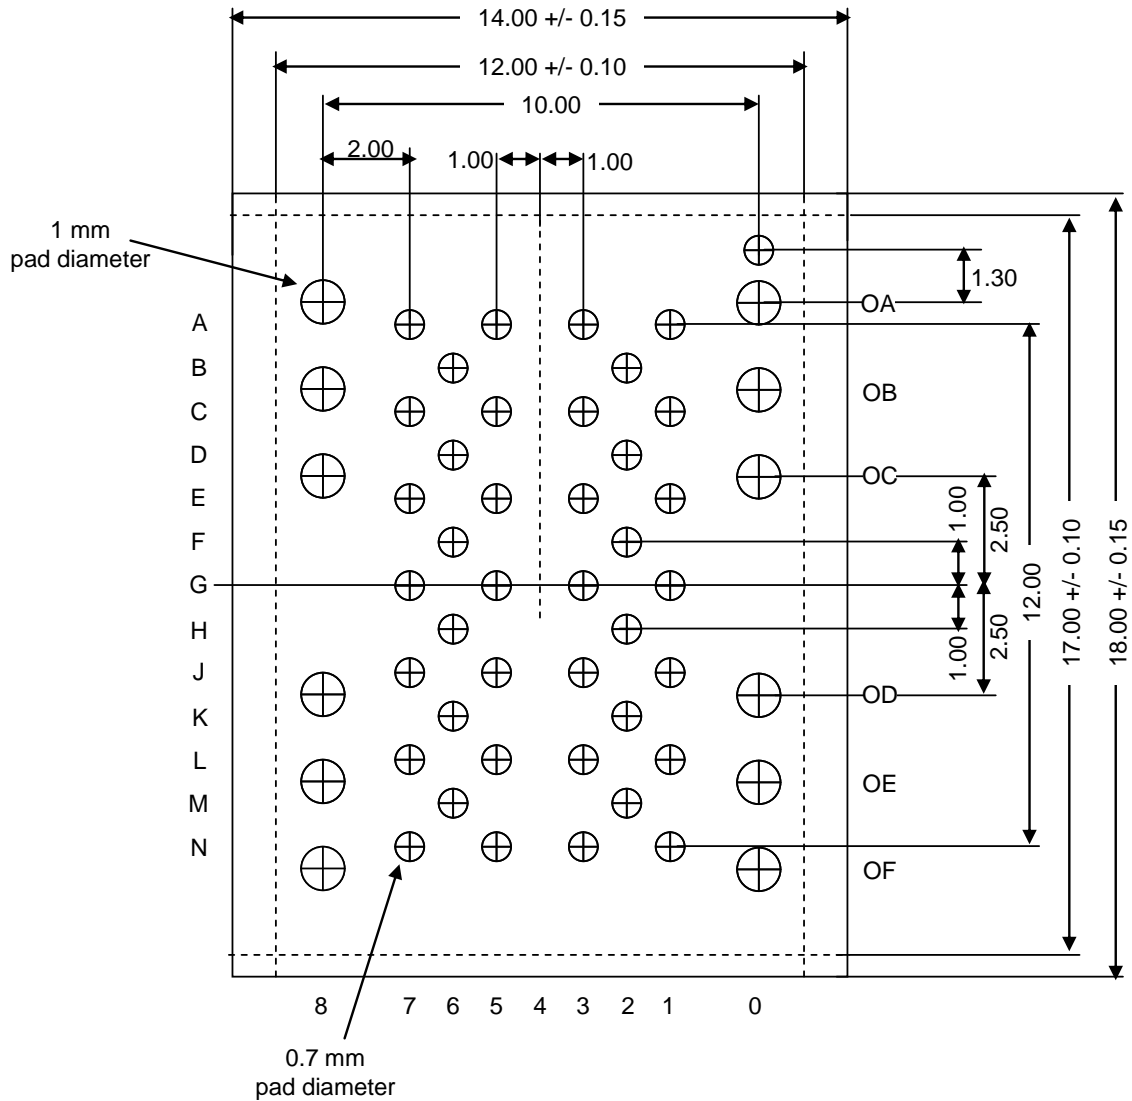 14.00 +/- 0.15
12.00 +/- 0.10
10.00
2.00
1.00
1.00
1 mm
pad diameter
1.30
OA
A
B
OB
C
D
OC
E
1.00
2.50
F
12.00
17.00 +/- 0.10
18.00 +/- 0.15
G
H
1.00
2.50
J
OD
K
L
OE
M
N
OF
8 7 6 5 4 3 2 1 0
0.7 mm
pad diameter